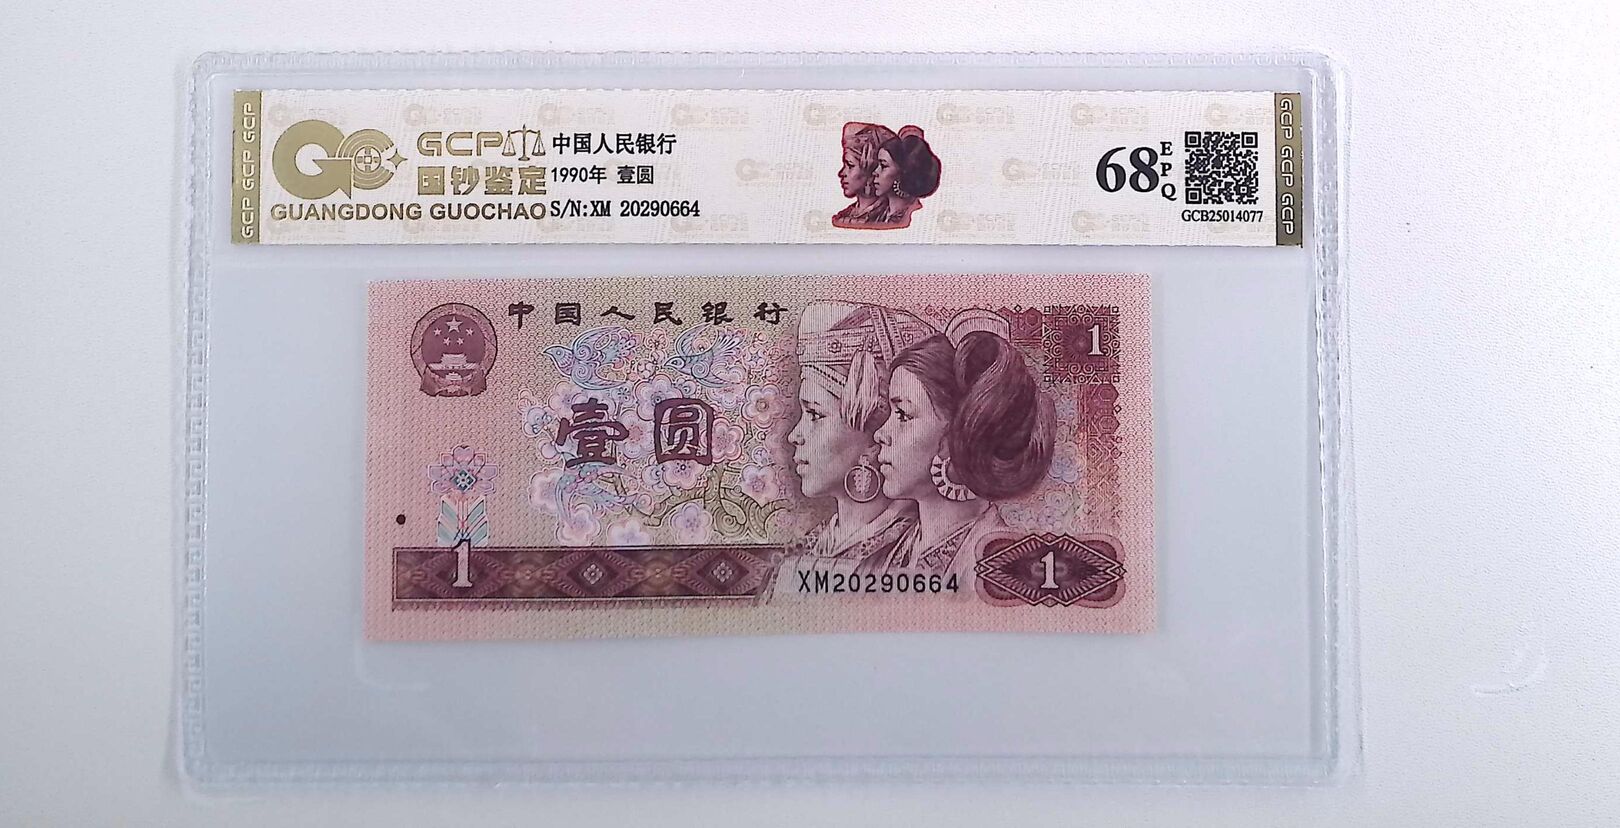 GCP
中国人民银行
国钞鉴定
1990年 壹圆
GUANGDONG GUOCHAO
S/N:XM 20290664
68
EPQ
GCB25014077
GCP GCP GCP
GCP GCP GCP
中国人民银行
1
壹圆
1
XM20290664
1